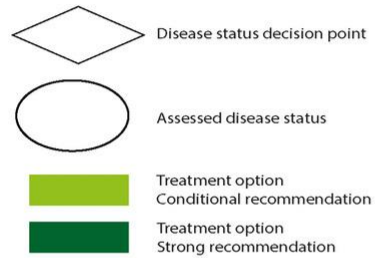 Disease status decision point
Assessed disease status
Treatment option
Conditional recommendation
Treatment option
Strong recommendation